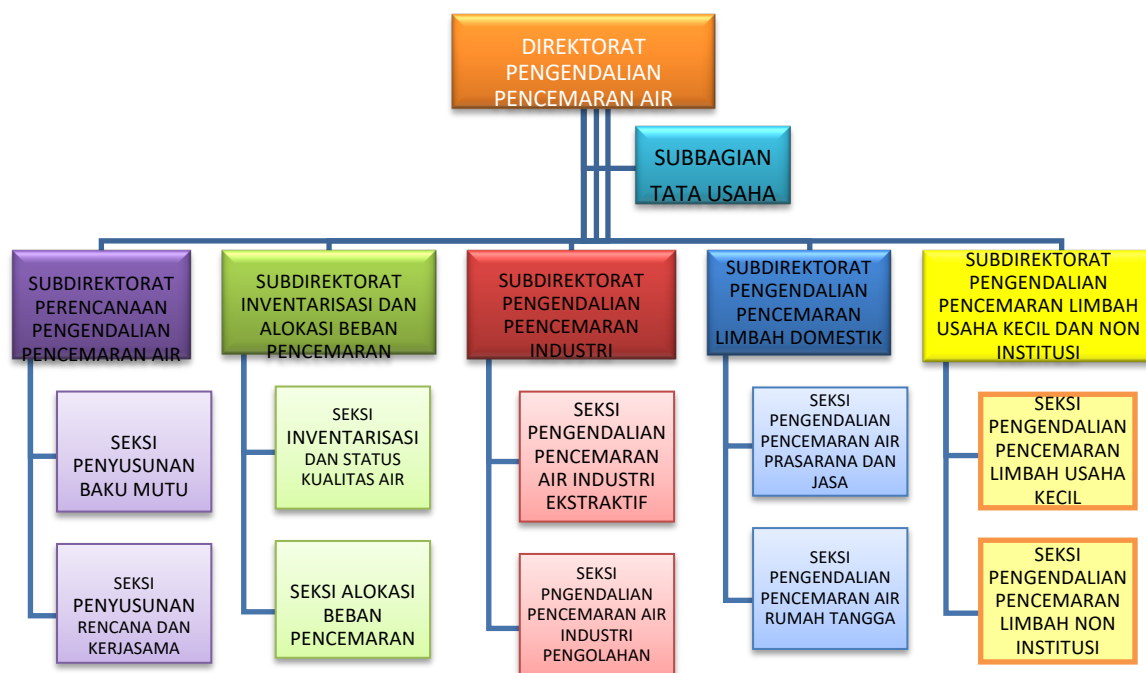 DIREKTORAT
PENGENDALIAN
PENCEMARAN AIR
SUBBAGIAN
TATA USAHA
SUBDIREKTORAT
PERENCANAAN
PENGENDALIAN
PENCEMARAN AIR
SUBDIREKTORAT
INVENTARISASI DAN
ALOKASI BEBAN
PENCEMARAN
SUBDIREKTORAT
PENGENDALIAN
PEENCEMARAN
INDUSTRI
SUBDIREKTORAT
PENGENDALIAN
PENCEMARAN
LIMBAH DOMESTIK
SUBDIREKTORAT
PENGENDALIAN
PENCEMARAN LIMBAH
USAHA KECIL DAN NON
INSTITUSI
SEKSI
PENYUSUNAN
BAKU MUTU
SEKSI
INVENTARISASI
DAN STATUS
KUALITAS AIR
SEKSI
PENGENDALIAN
PENCEMARAN
AIR INDUSTRI
EKSTRAKTIF
SEKSI
PENGENDALIAN
PENCEMARAN AIR
PRASARANA DAN
JASA
SEKSI
PENGENDALIAN
PENCEMARAN
LIMBAH USAHA
KECIL
SEKSI
PENYUSUNAN
RENCANA DAN
KERJASAMA
SEKSI ALOKASI
BEBAN
PENCEMARAN
SEKSI
PNGENDALIAN
PENCEMARAN AIR
INDUSTRI
PENGOLAHAN
SEKSI
PENGENDALIAN
PENCEMARAN AIR
RUMAH TANGGA
SEKSI
PENGENDALIAN
PENCEMARAN
LIMBAH NON
INSTITUSI